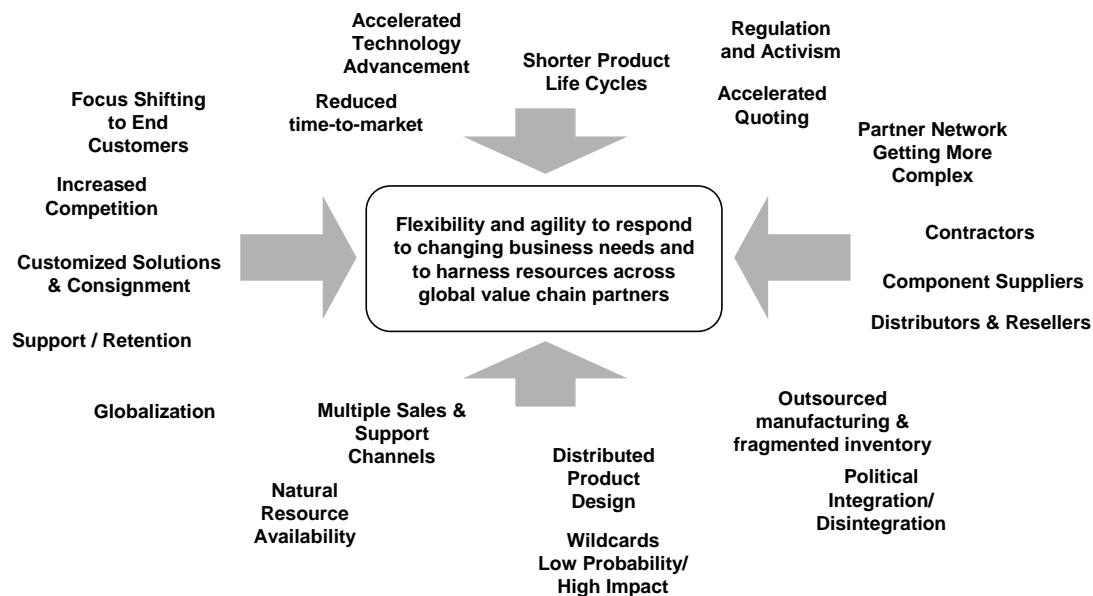 Accelerated
Technology
Advancement
Shorter Product
Life Cycles
Regulation
and Activism
Focus Shifting
to End
Customers
Reduced
time-to-market
Accelerated
Quoting
Partner Network
Getting More
Complex
Increased
Competition
Flexibility and agility to respond
to changing business needs and
to harness resources across
global value chain partners
Contractors
Customized Solutions
& Consignment
Component Suppliers
Support / Retention
Distributors & Resellers
Globalization
Multiple Sales &
Support
Channels
Outsourced
manufacturing &
fragmented inventory
Distributed
Product
Design
Natural
Resource
Availability
Political
Integration/
Disintegration
Wildcards
Low Probability/
High Impact